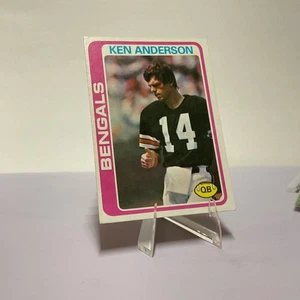 KEN ANDERSON
BENGALS
14
QB